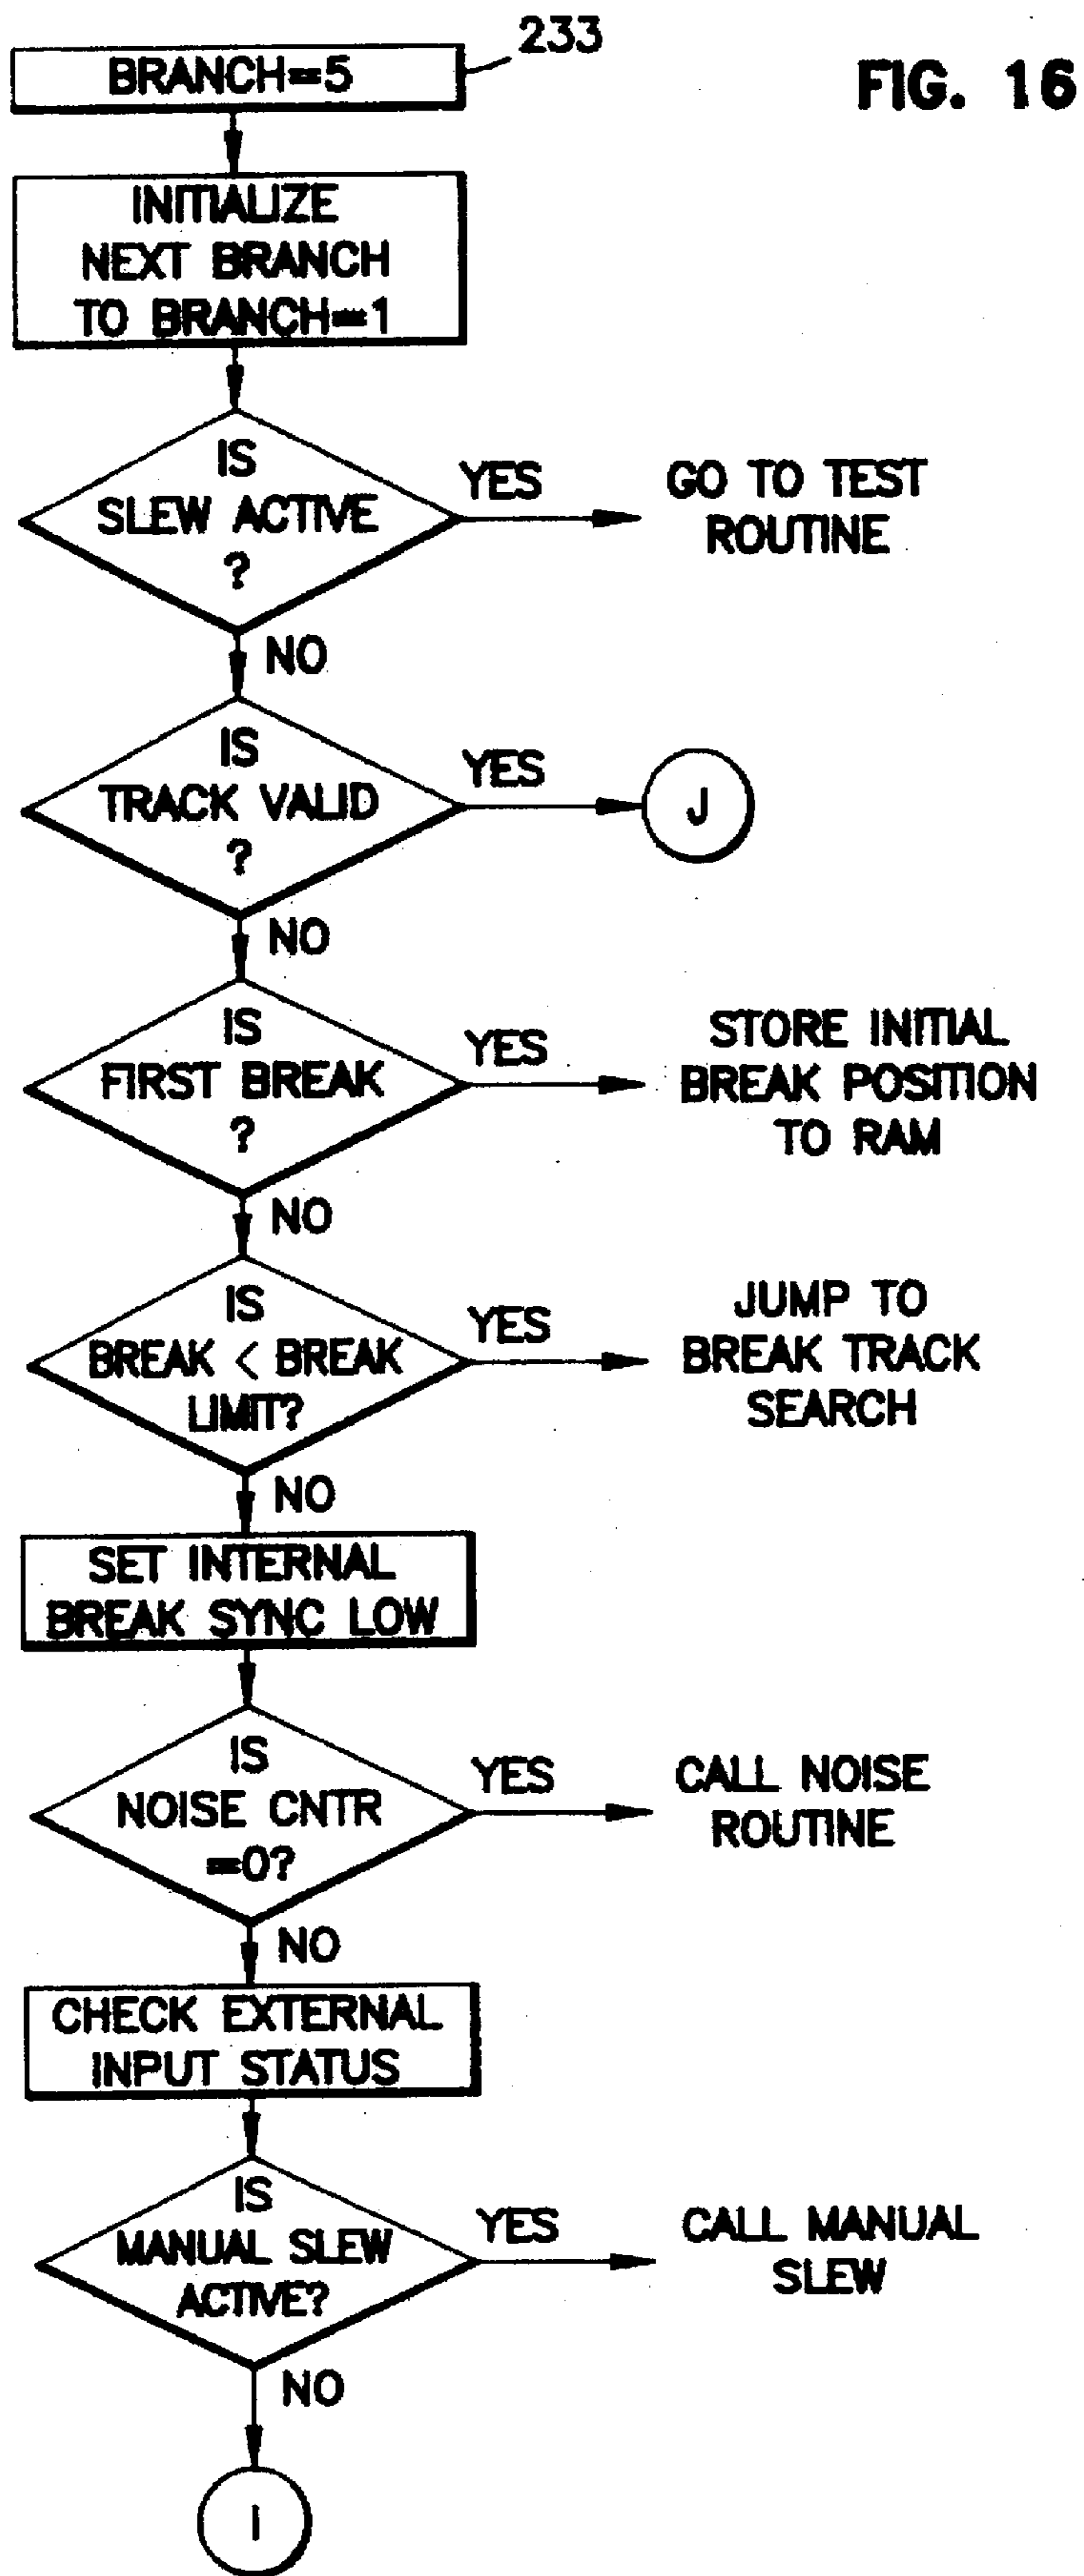 233
FIG. 16
BRANCH=5
INITIALIZE
NEXT BRANCH
TO BRANCH=1
IS
SLEW ACTIVE
?
YES
GO TO TEST
ROUTINE
NO
IS
TRACK VALID
?
YES
J
NO
IS
FIRST BREAK
?
YES
STORE INITIAL
BREAK POSITION
TO RAM
NO
IS
BREAK < BREAK
LIMIT?
YES
JUMP TO
BREAK TRACK
SEARCH
NO
SET INTERNAL
BREAK SYNC LOW
IS
NOISE CNTR
=0?
YES
CALL NOISE
ROUTINE
NO
CHECK EXTERNAL
INPUT STATUS
IS
MANUAL SLEW
ACTIVE?
YES
CALL MANUAL
SLEW
NO
I